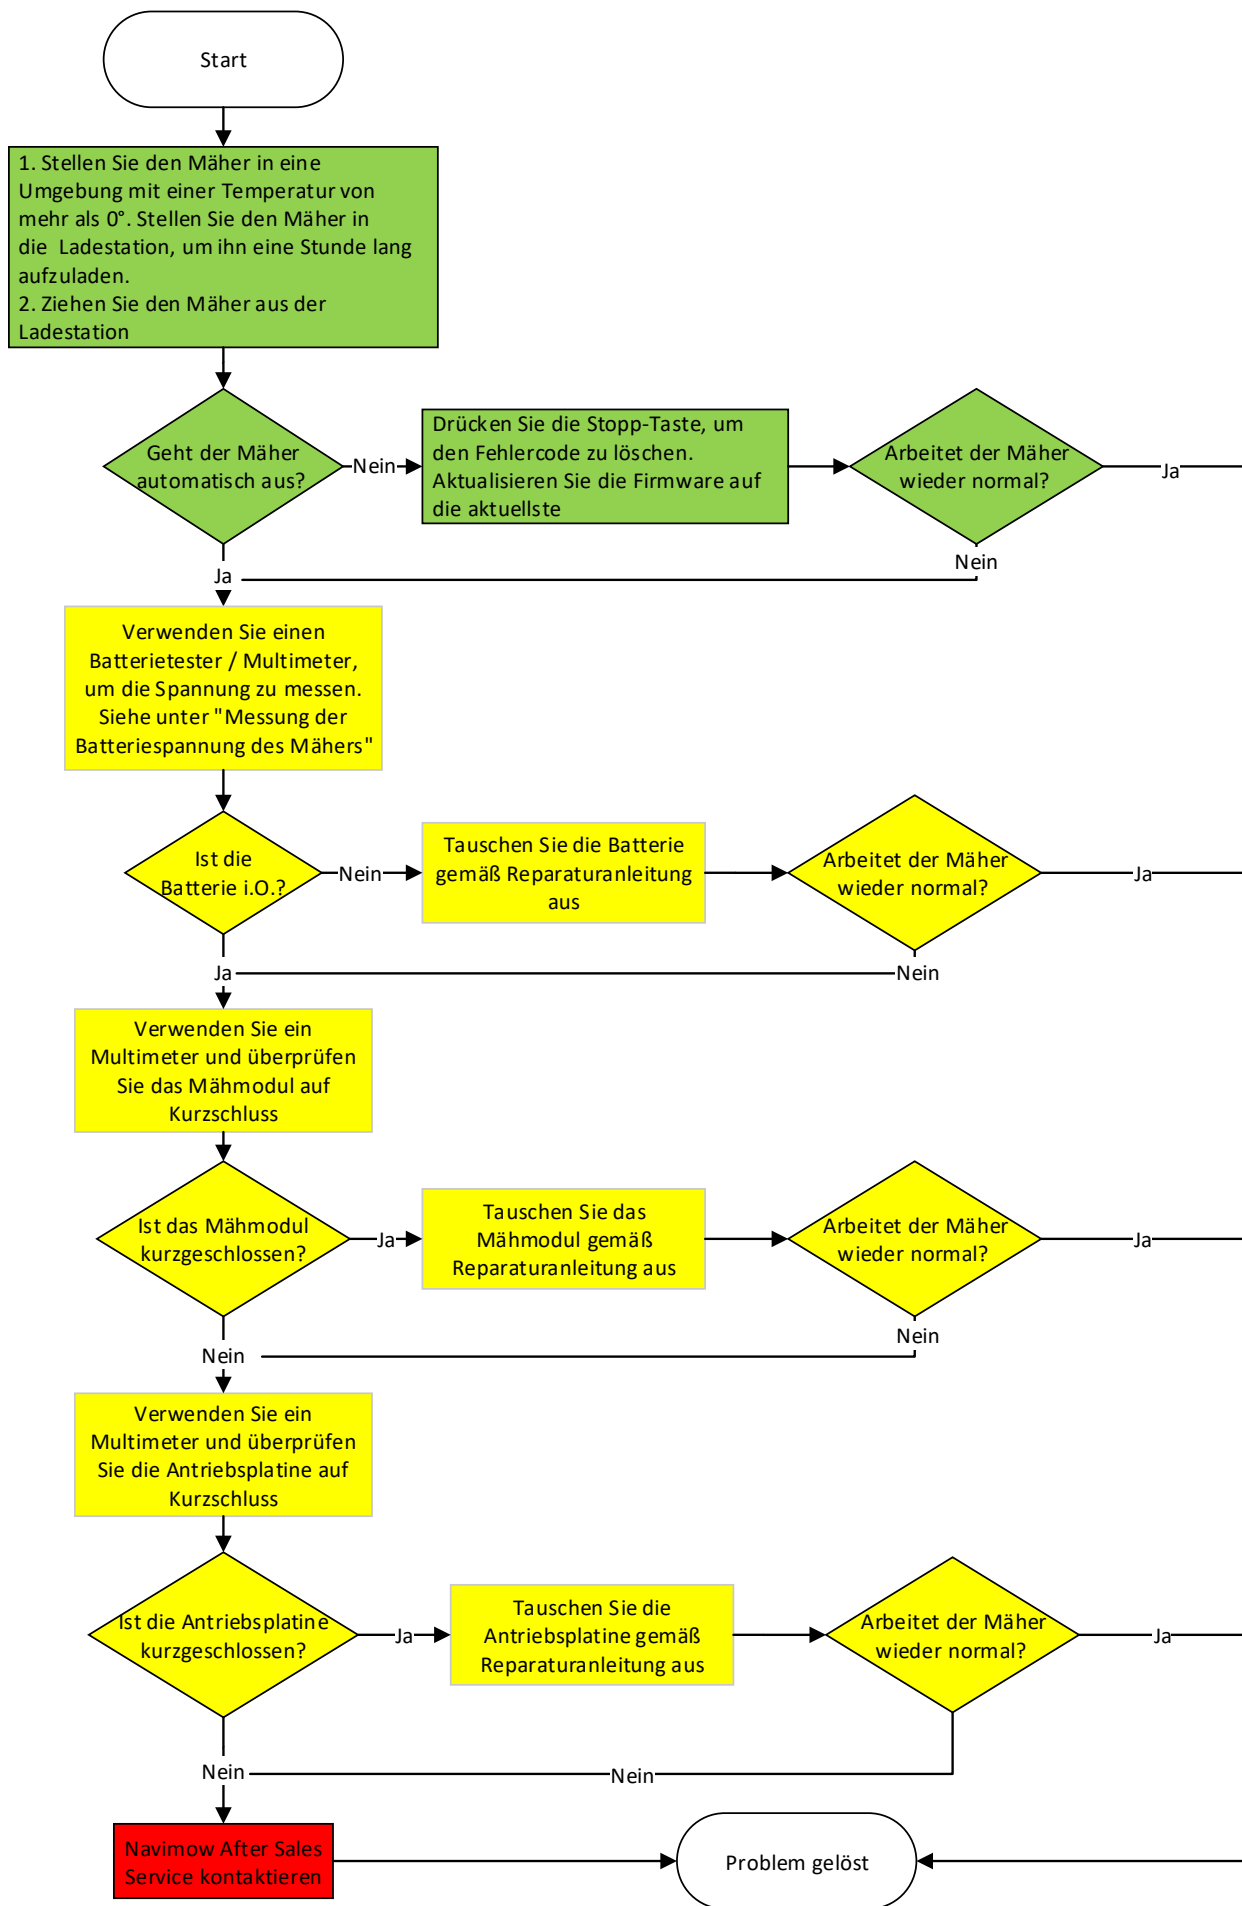 Start
1. Stellen Sie den Mäher in eine
Umgebung mit einer Temperatur von
mehr als 0°. Stellen Sie den Mäher in
die  Ladestation, um ihn eine Stunde lang
aufzuladen.
2. Ziehen Sie den Mäher aus der
Ladestation
Geht der Mäher
automatisch aus?
Nein
Drücken Sie die Stopp-Taste, um
den Fehlercode zu löschen.
Aktualisieren Sie die Firmware auf
die aktuellste
Arbeitet der Mäher
wieder normal?
Ja
Nein
Ja
Verwenden Sie einen
Batterietester / Multimeter,
um die Spannung zu messen.
Siehe unter "Messung der
Batteriespannung des Mähers"
Ist die
Batterie i.O.?
Nein
Tauschen Sie die Batterie
gemäß Reparaturanleitung
aus
Arbeitet der Mäher
wieder normal?
Ja
Nein
Ja
Verwenden Sie ein
Multimeter und überprüfen
Sie das Mähmodul auf
Kurzschluss
Ist das Mähmodul
kurzgeschlossen?
Ja
Tauschen Sie das
Mähmodul gemäß
Reparaturanleitung aus
Arbeitet der Mäher
wieder normal?
Ja
Nein
Nein
Verwenden Sie ein
Multimeter und überprüfen
Sie die Antriebsplatine auf
Kurzschluss
Ist die Antriebsplatine
kurzgeschlossen?
Ja
Tauschen Sie die
Antriebsplatine gemäß
Reparaturanleitung aus
Arbeitet der Mäher
wieder normal?
Ja
Nein
Nein
Navimow After Sales
Service kontaktieren
Problem gelöst